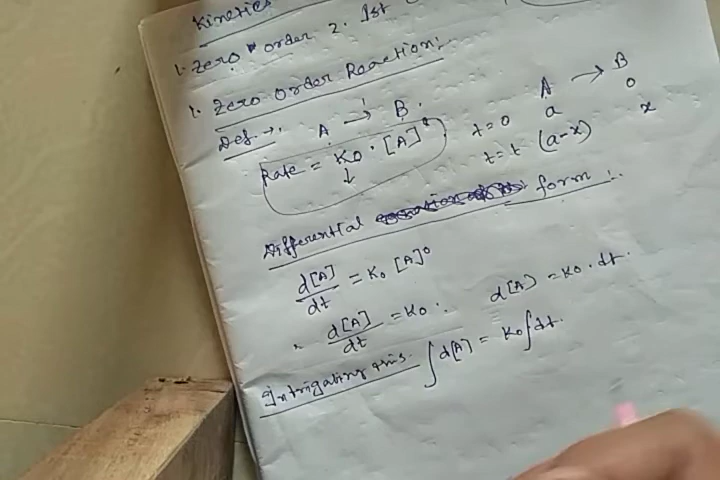 Kinetics
1. Zero order 2. 1st
1. Zero Order Reaction:
Def. →. A → B.
A → B
t=0 a 0
Rate = K0 · [A]0
t=t (a-x) x
↓
Differential form :.
d[A]/dt = K0 [A]0
d[A]/dt = K0 . d[A] = K0 . dt.
Intrigating this. ∫d[A] = K0∫dt.